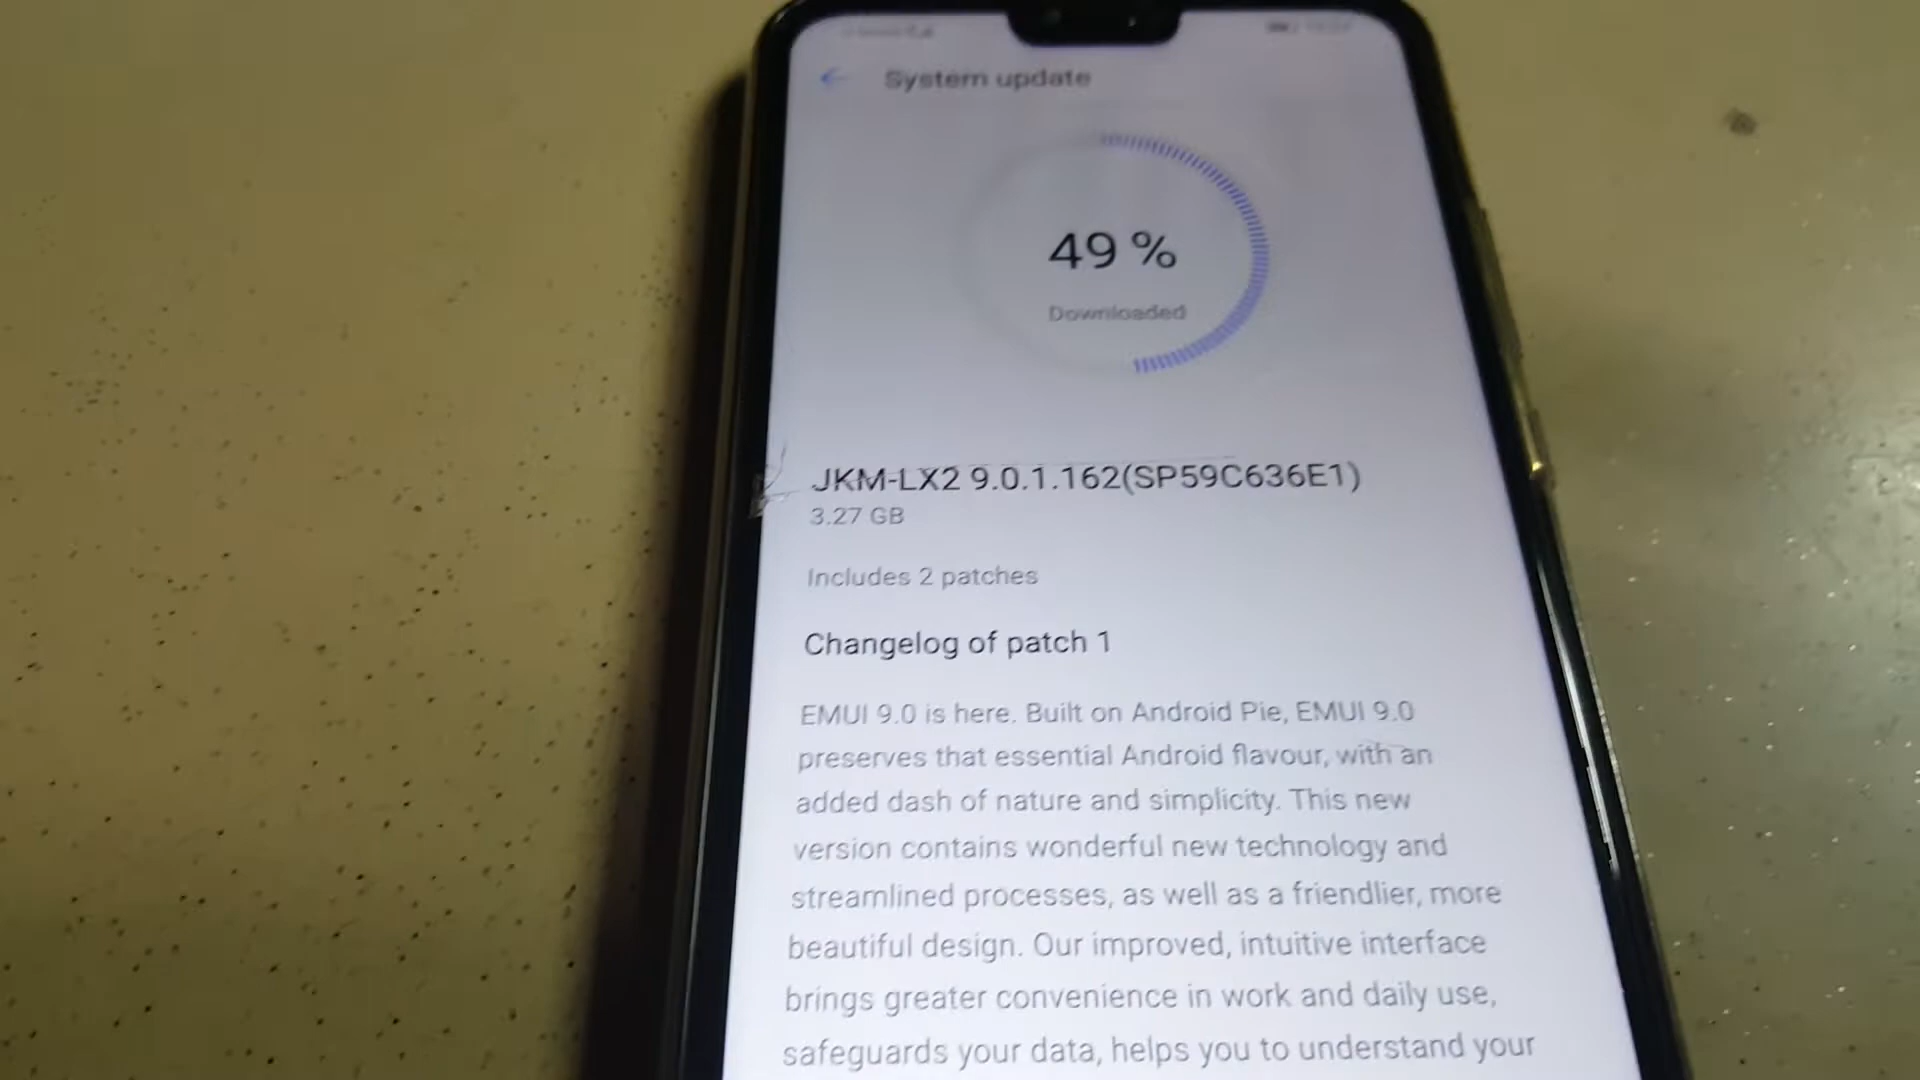 System update
49 %
Downloaded
JKM-LX2 9.0.1.162(SP59C636E1)
3.27 GB
Includes 2 patches
Changelog of patch 1
EMUI 9.0 is here. Built on Android Pie, EMUI 9.0
preserves that essential Android flavour, with an
added dash of nature and simplicity. This new
version contains wonderful new technology and
streamlined processes, as well as a friendlier, more
beautiful design. Our improved, intuitive interface
brings greater convenience in work and daily use,
safeguards your data, helps you to understand your